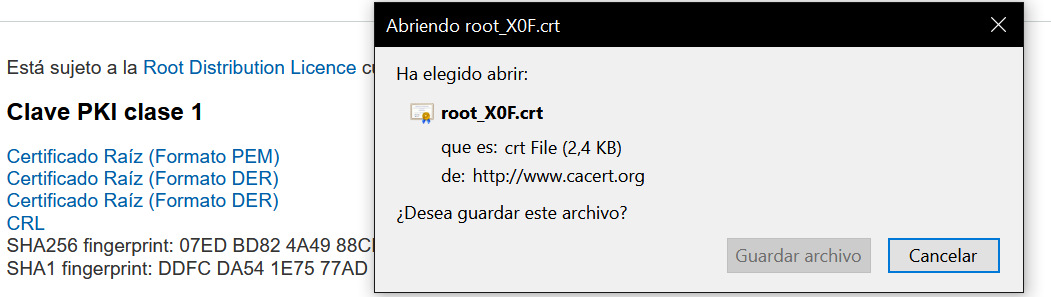 Abriendo root_X0F.crt
Está sujeto a la Root Distribution Licence
Clave PKI clase 1
Certificado Raíz (Formato PEM)
Certificado Raíz (Formato DER)
Certificado Raíz (Formato DER)
CRL
SHA256 fingerprint: 07ED BD82 4A49
SHA1 fingerprint: DDFC DA54 1E75 77AD
Ha elegido abrir:
root_X0F.crt
que es: crt File (2,4 KB)
de: http://www.cacert.org
¿Desea guardar este archivo?
Guardar archivo
Cancelar